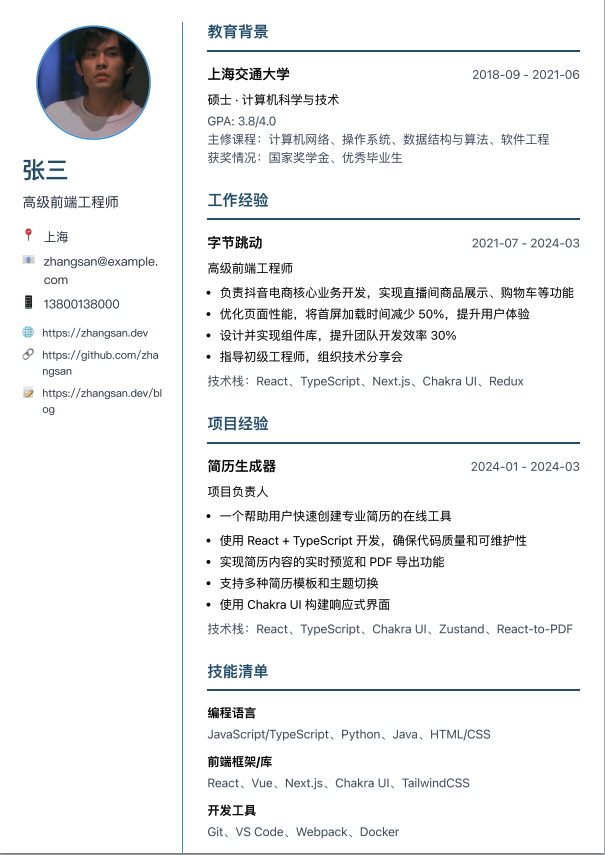 张三
高级前端工程师
上海
zhangsan@example.
com
13800138000
https://zhangsan.dev
https://github.com/zha
ngsan
https://zhangsan.dev/bl
og
教育背景
上海交通大学 2018-09 - 2021-06
硕士 · 计算机科学与技术
GPA: 3.8/4.0
主修课程：计算机网络、操作系统、数据结构与算法、软件工程
获奖情况：国家奖学金、优秀毕业生
工作经验
字节跳动 2021-07 - 2024-03
高级前端工程师
• 负责抖音电商核心业务开发，实现直播间商品展示、购物车等功能
• 优化页面性能，将首屏加载时间减少 50%，提升用户体验
• 设计并实现组件库，提升团队开发效率 30%
• 指导初级工程师，组织技术分享会
技术栈：React、TypeScript、Next.js、Chakra UI、Redux
项目经验
简历生成器 2024-01 - 2024-03
项目负责人
• 一个帮助用户快速创建专业简历的在线工具
• 使用 React + TypeScript 开发，确保代码质量和可维护性
• 实现简历内容的实时预览和 PDF 导出功能
• 支持多种简历模板和主题切换
• 使用 Chakra UI 构建响应式界面
技术栈：React、TypeScript、Chakra UI、Zustand、React-to-PDF
技能清单
编程语言
JavaScript/TypeScript、Python、Java、HTML/CSS
前端框架/库
React、Vue、Next.js、Chakra UI、TailwindCSS
开发工具
Git、VS Code、Webpack、Docker